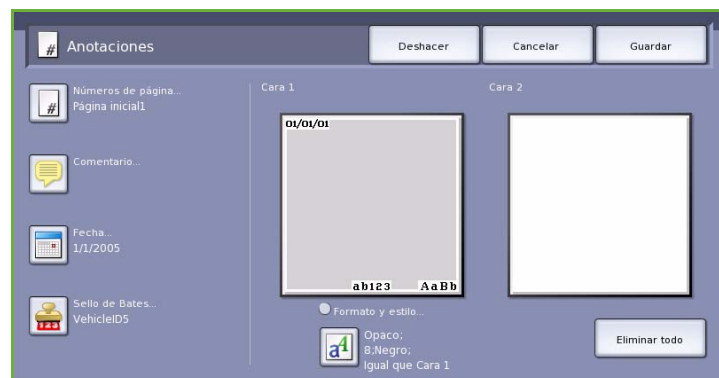 Anotaciones
Deshacer
Cancelar
Guardar
Números de página...
Página inicial1
Comentario...
Fecha...
1/1/2005
Sello de Bates...
VehicleID5
Cara 1
Cara 2
01/01/01
ab123
AaBb
Formato y estilo...
Opaco;
8;Negro;
Igual que Cara 1
Eliminar todo